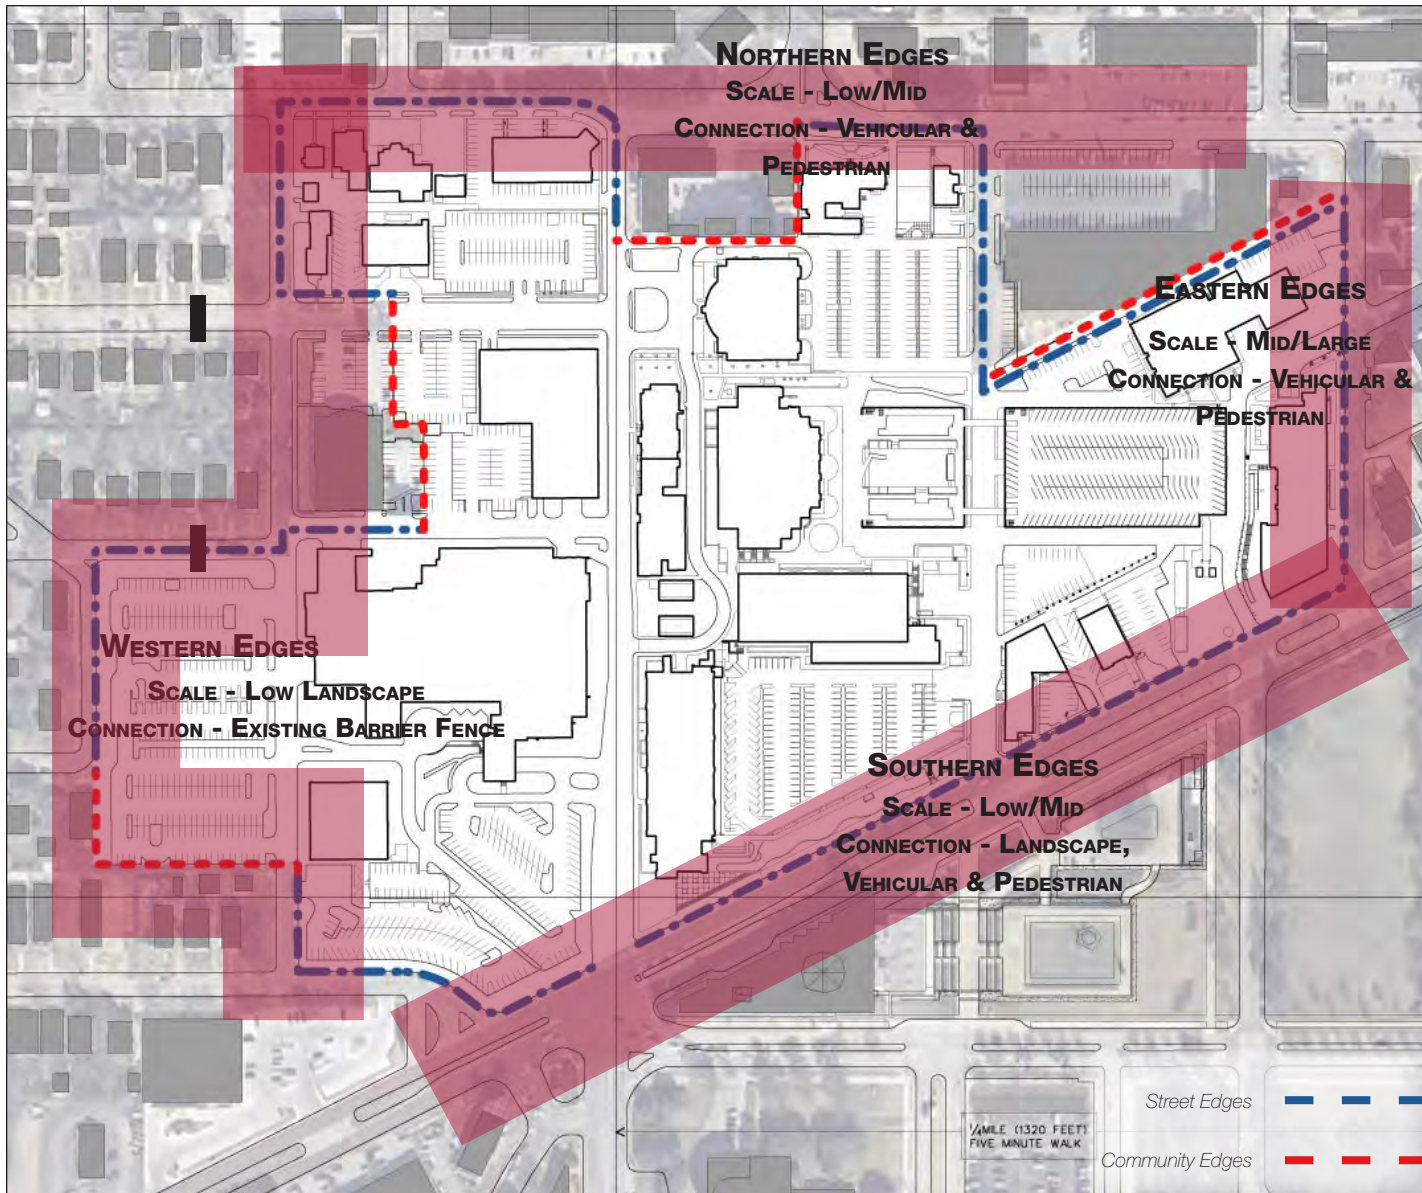 Northern Edges
Scale - Low/Mid
Connection - Vehicular &
Pedestrian
Eastern Edges
Scale - Mid/Large
Connection - Vehicular &
Pedestrian
Western Edges
Scale - Low Landscape
Connection - Existing Barrier Fence
Southern Edges
Scale - Low/Mid
Connection - Landscape,
Vehicular & Pedestrian
Street Edges
1/4MILE (1320 FEET)
FIVE MINUTE WALK
Community Edges